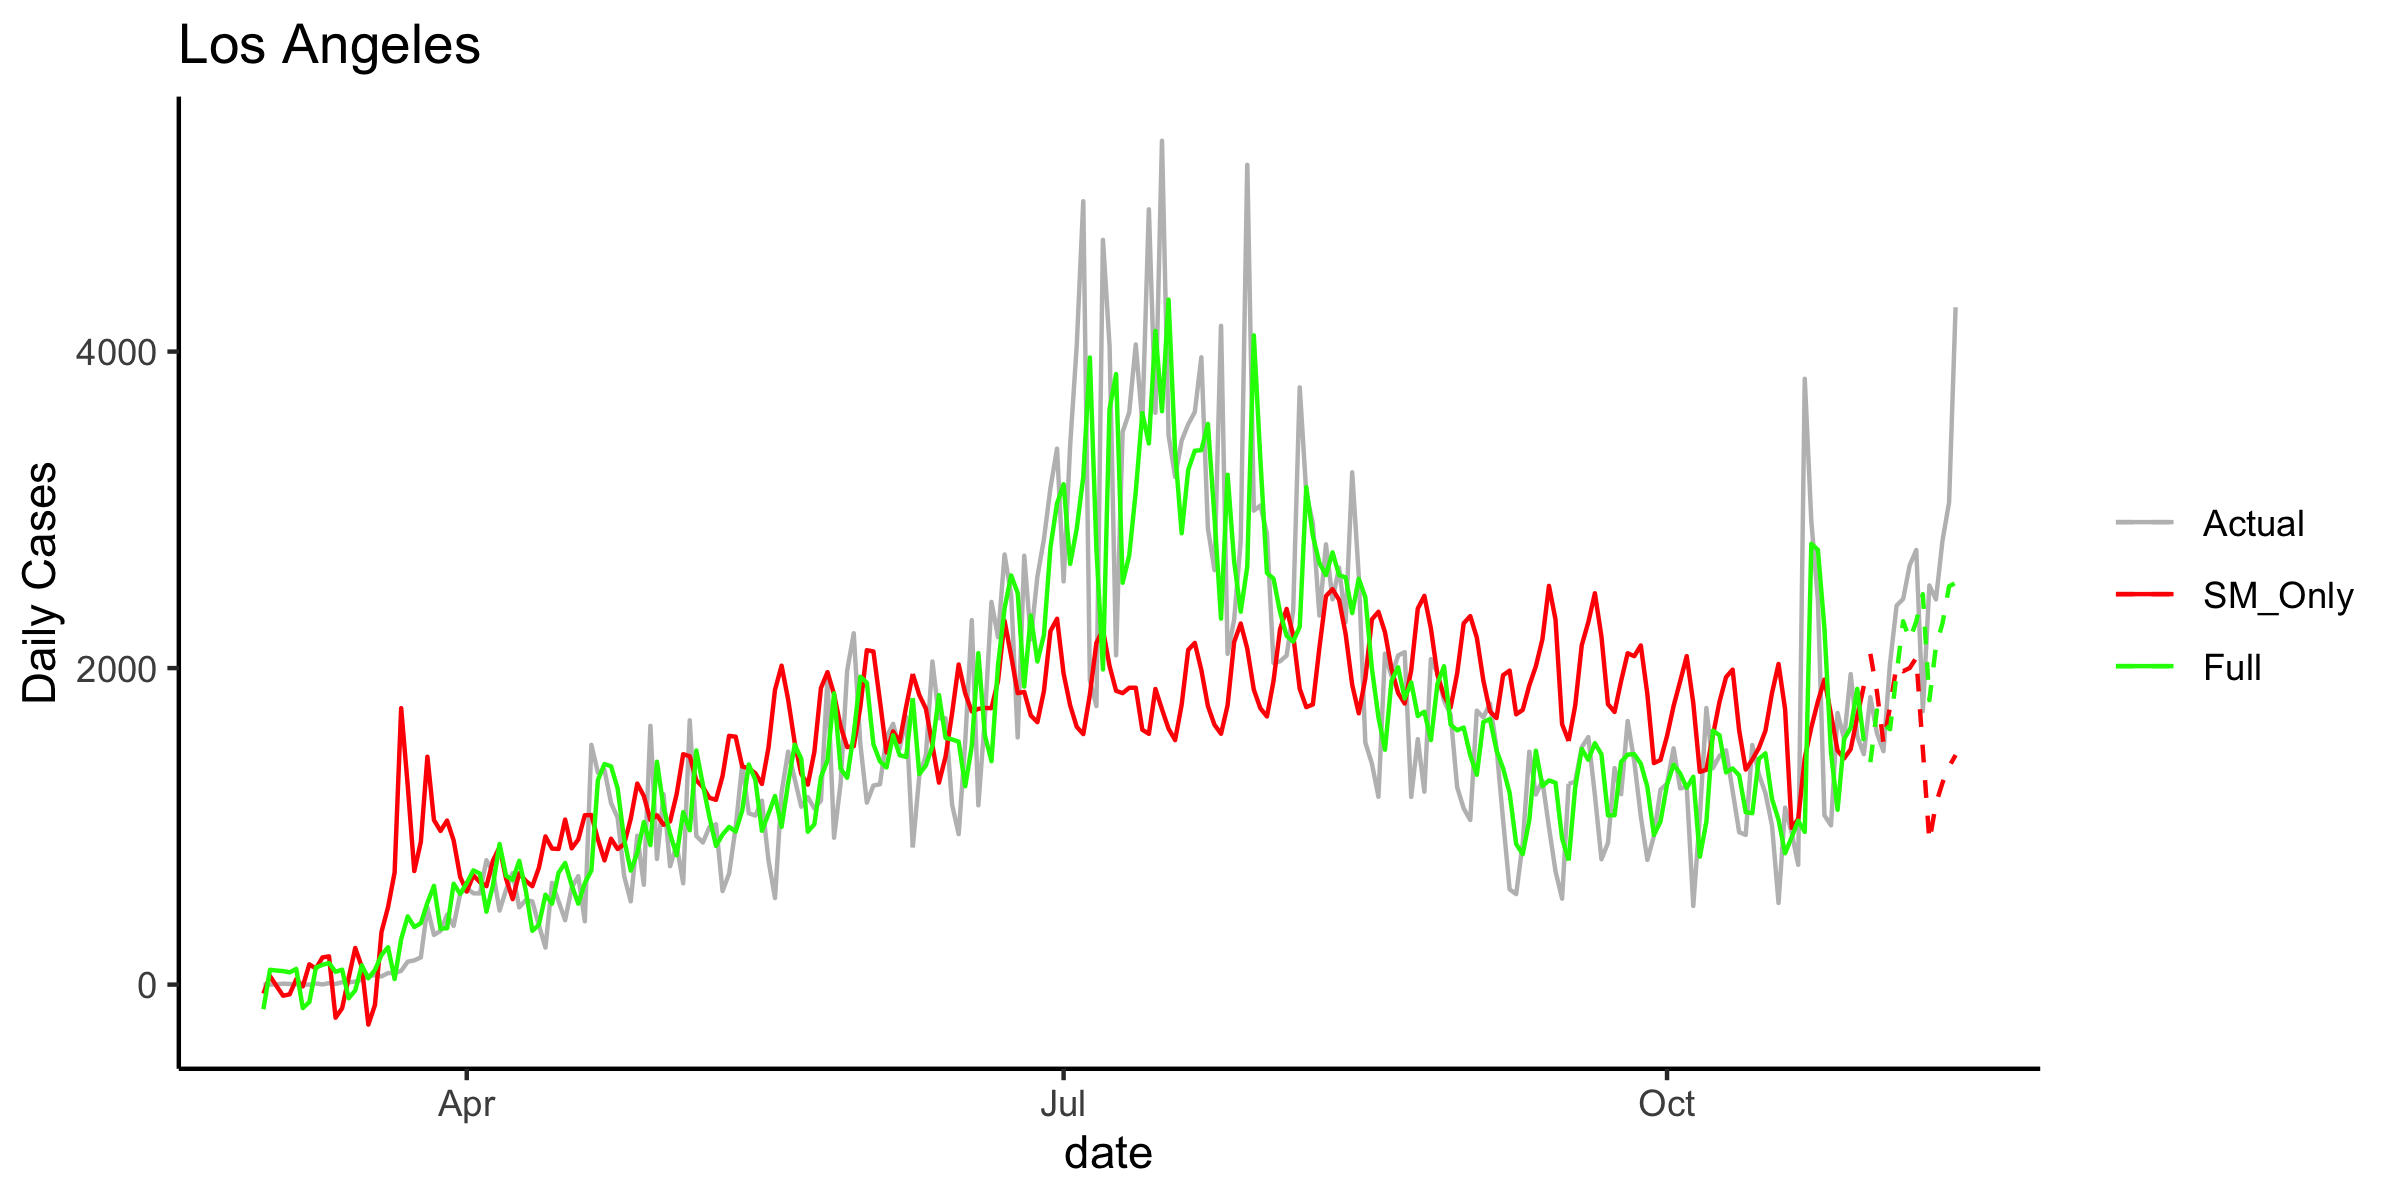 Los Angeles
Daily Cases
4000
2000
0
Apr
Jul
Oct
date
Actual
SM_Only
Full